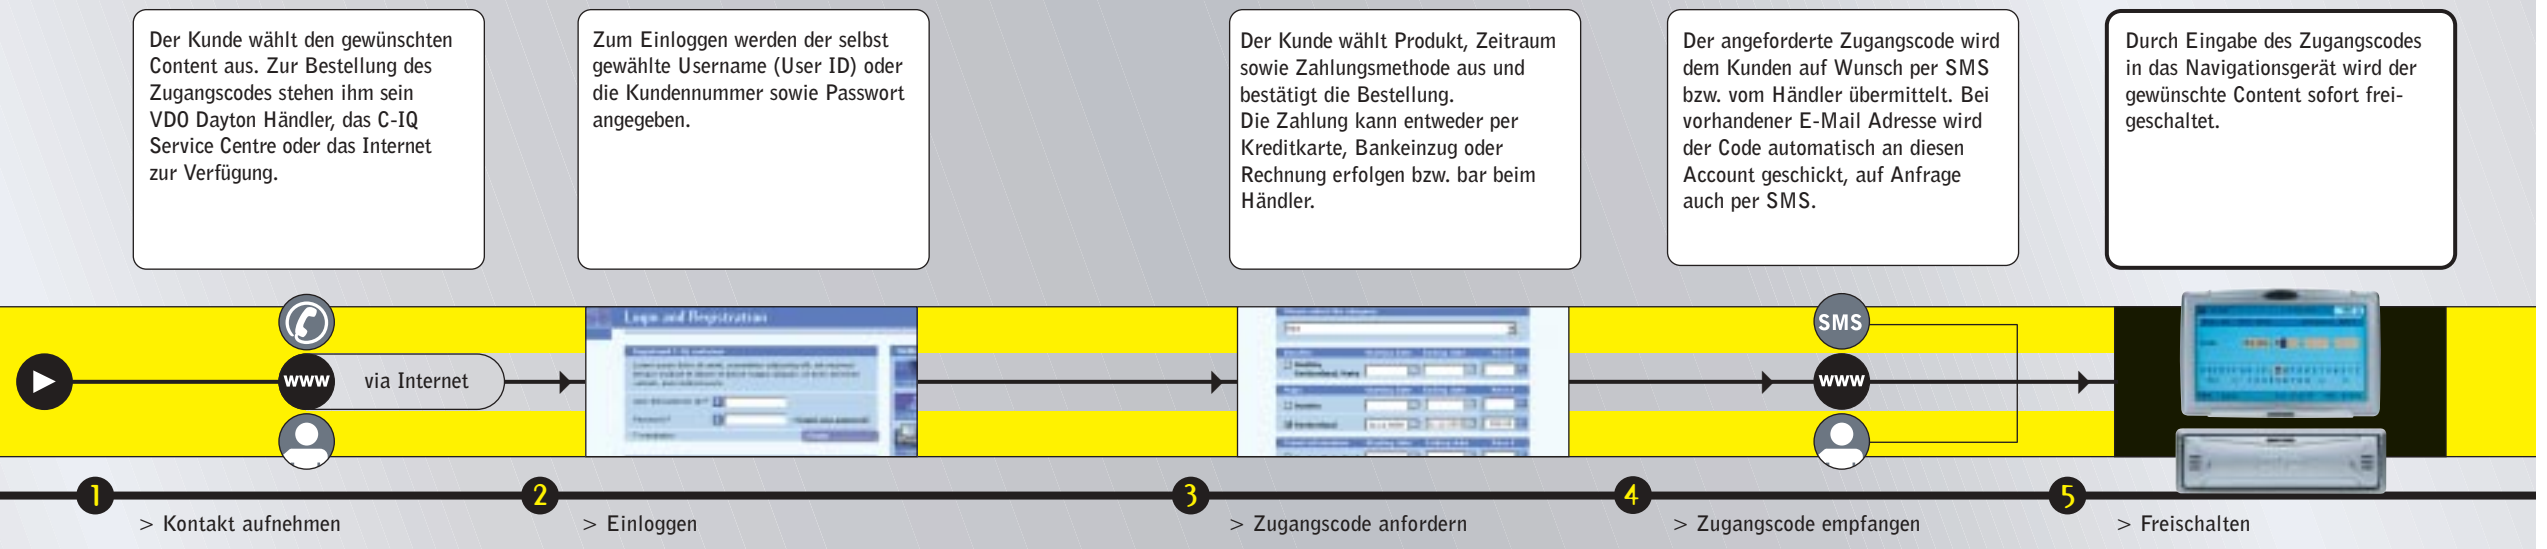 Der Kunde wählt den gewünschten
Content aus. Zur Bestellung des
Zugangscodes stehen ihm sein
VDO Dayton Händler, das C-IQ
Service Centre oder das Internet
zur Verfügung.
Zum Einloggen werden der selbst
gewählte Username (User ID) oder
die Kundennummer sowie Passwort
angegeben.
Der Kunde wählt Produkt, Zeitraum
sowie Zahlungsmethode aus und
bestätigt die Bestellung.
Die Zahlung kann entweder per
Kreditkarte, Bankeinzug oder
Rechnung erfolgen bzw. bar beim
Händler.
Der angeforderte Zugangscode wird
dem Kunden auf Wunsch per SMS
bzw. vom Händler übermittelt. Bei
vorhandener E-Mail Adresse wird
der Code automatisch an diesen
Account geschickt, auf Anfrage
auch per SMS.
Durch Eingabe des Zugangscodes
in das Navigationsgerät wird der
gewünschte Content sofort frei-
geschaltet.
www
via Internet
Login and Registration
SMS
www
1
2
3
4
5
> Kontakt aufnehmen
> Einloggen
> Zugangscode anfordern
> Zugangscode empfangen
> Freischalten